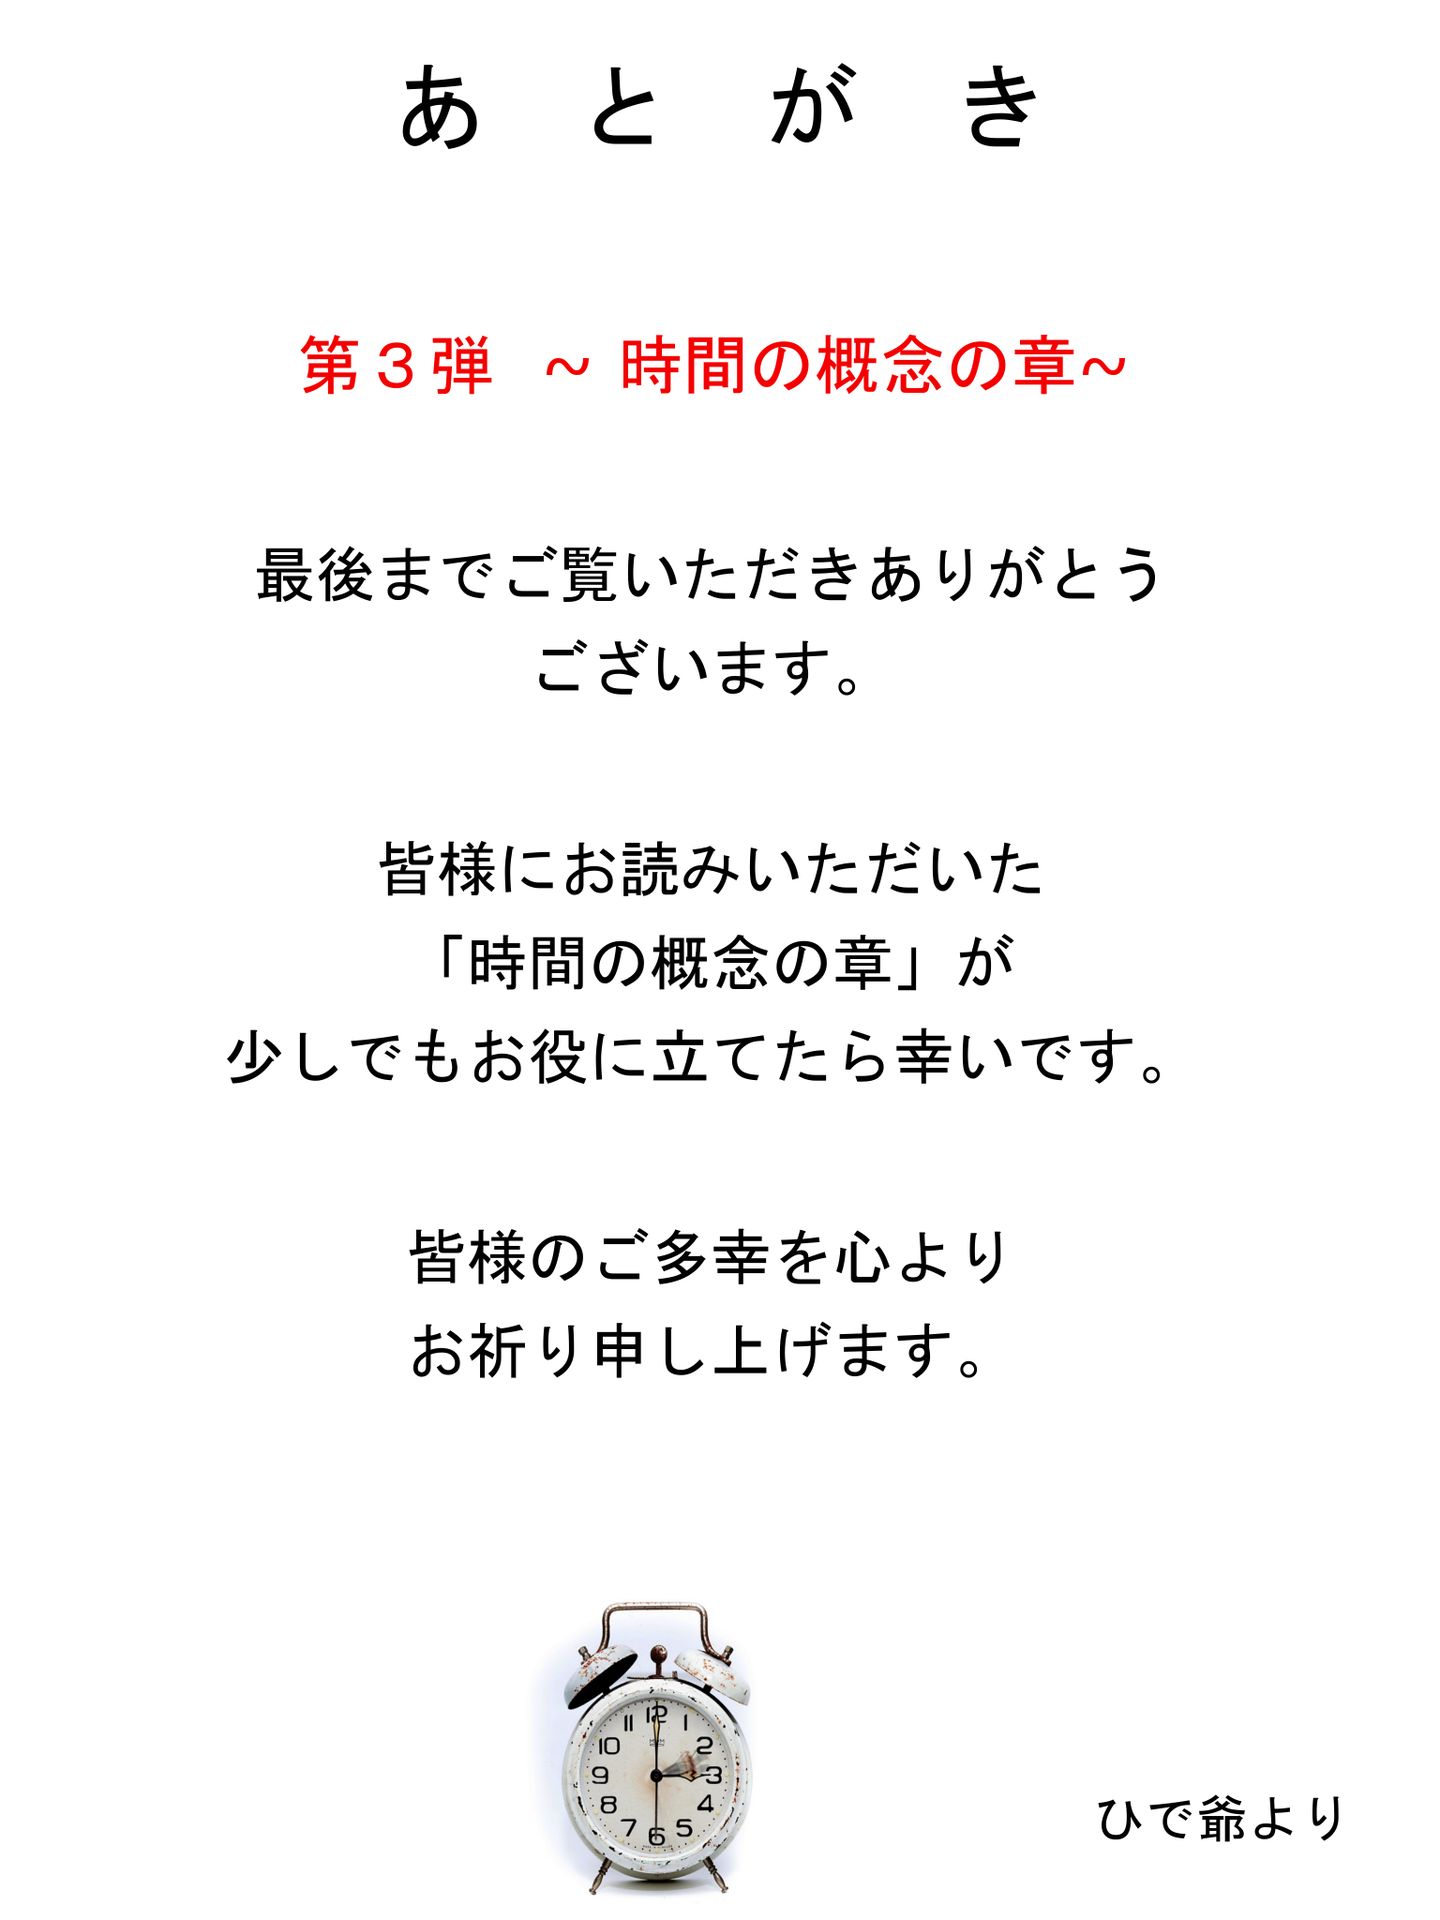 あ　と　が　き
第３弾　~ 時間の概念の章~
最後までご覧いただきありがとう
ございます。
皆様にお読みいただいた
「時間の概念の章」が
少しでもお役に立てたら幸いです。
皆様のご多幸を心より
お祈り申し上げます。
12
11 1
10 2
9 3
8 4
7 5
6
ひで爺より